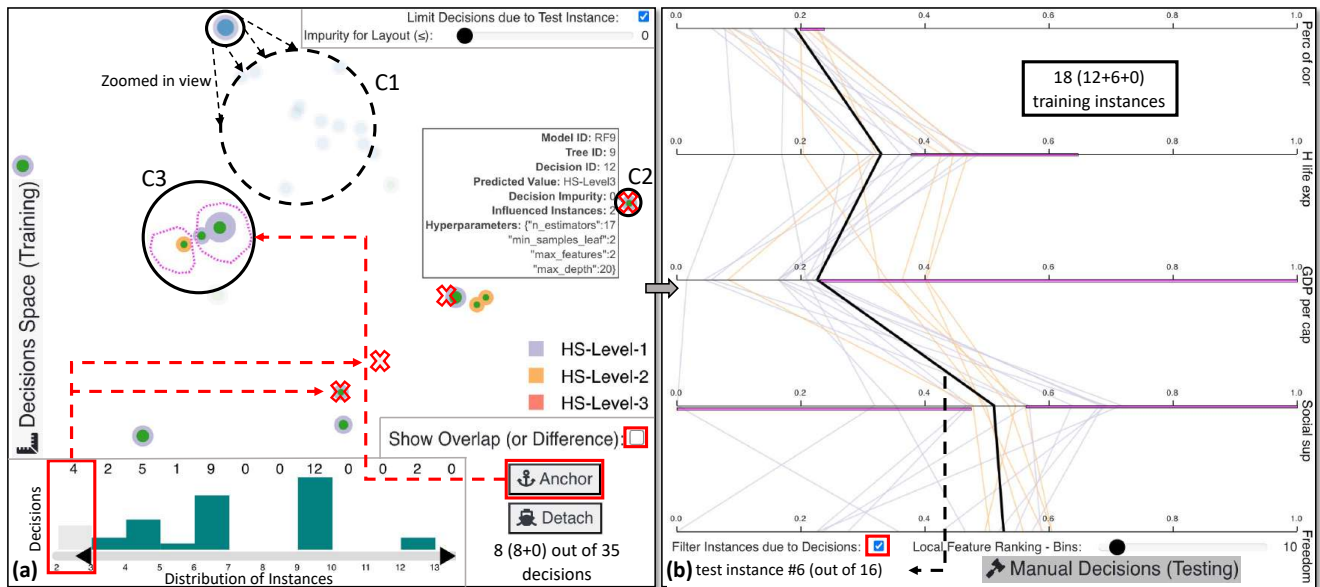 Limit Decisions due to Test Instance:
Impurity for Layout (≤): 0
Zoomed in view
C1
C3
C2
Model ID: RF9
Tree ID: 9
Decision ID: 12
Predicted Value: HS-Level3
Decision Impurity: 0
Influenced Instances: 2
Hyperparameters: {"n_estimators":17
"min_samples_leaf":2
"max_features":2
"max_depth":20}
Decisions Space (Training)
HS-Level-1
HS-Level-2
HS-Level-3
Show Overlap (or Difference):
Anchor
Detach
8 (8+0) out of 35
decisions
4 2 5 1 9 0 0 12 0 0 2 0
Decisions
2 3 4 5 6 7 8 9 10 11 12 13
Distribution of Instances
(a)
0.0 0.2 0.4 0.6 0.8 1.0
Perc of cor
18 (12+6+0)
training instances
0.0 0.2 0.4 0.6 0.8 1.0
H life exp
0.0 0.2 0.4 0.6 0.8 1.0
GDP per cap
0.0 0.2 0.4 0.6 0.8 1.0
Social sup
0.0 0.2 0.4 0.6 0.8 1.0
Freedom
Filter Instances due to Decisions:
Local Feature Ranking - Bins: 10
(b) test instance #6 (out of 16)
Manual Decisions (Testing)